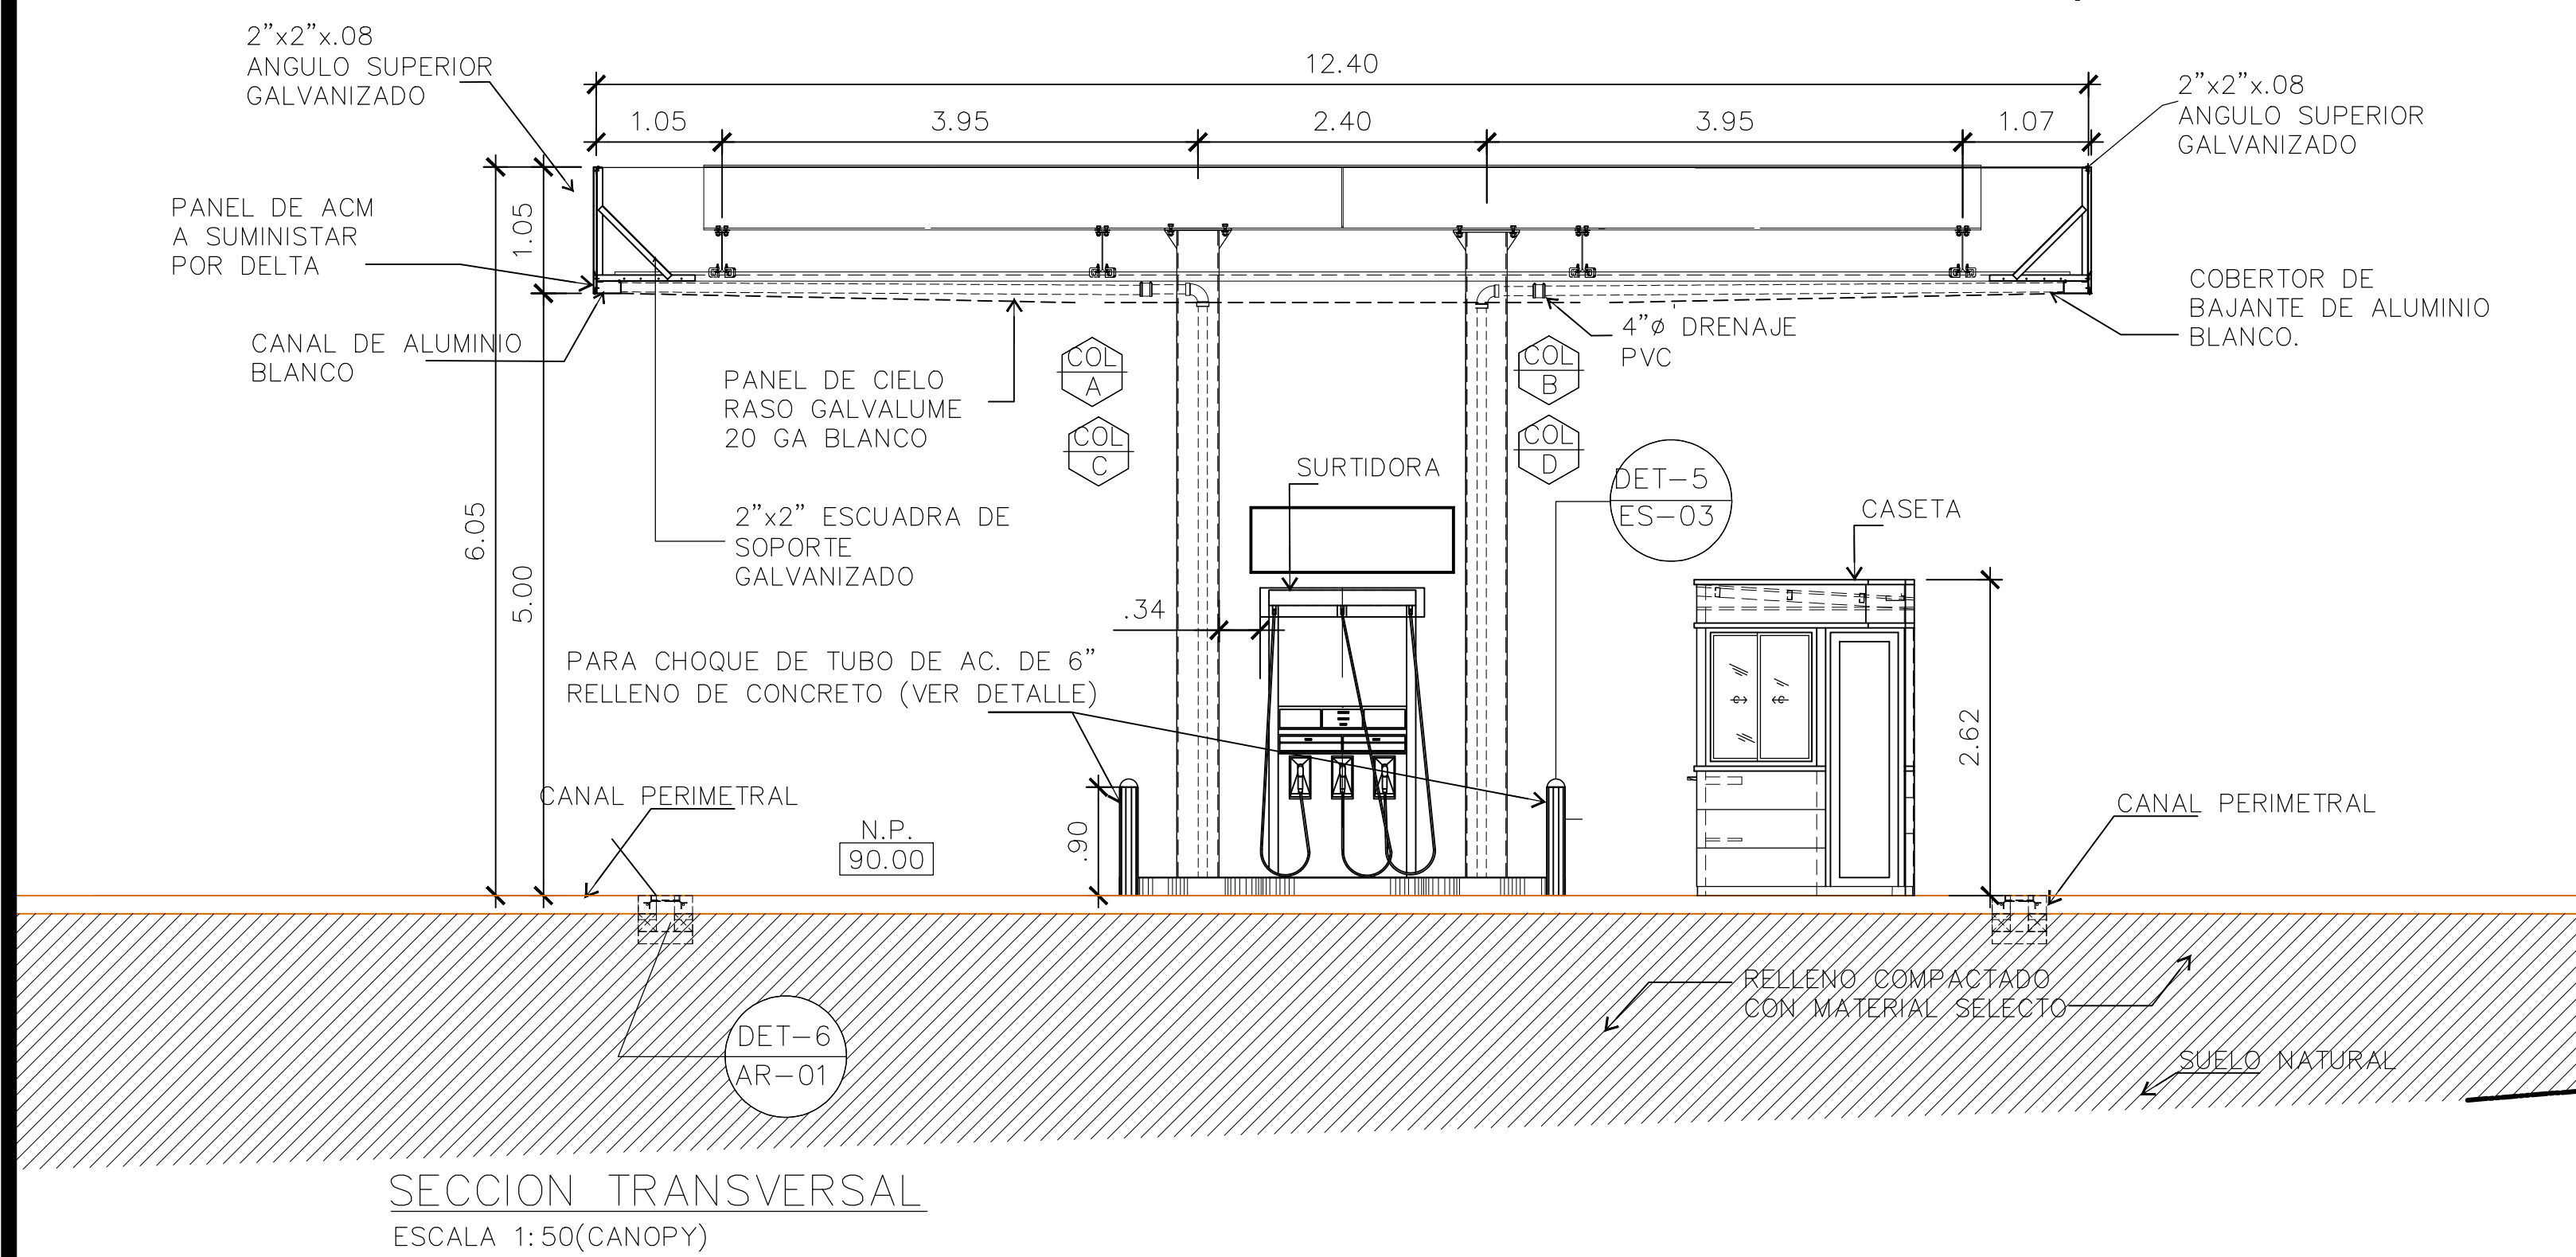 2”x2”x.08
ANGULO SUPERIOR
GALVANIZADO
12.40
2”x2”x.08
ANGULO SUPERIOR
GALVANIZADO
1.05
3.95
2.40
3.95
1.07
PANEL DE ACM
A SUMINISTAR
POR DELTA
1.05
COBERTOR DE
BAJANTE DE ALUMINIO
BLANCO.
CANAL DE ALUMINIO
BLANCO
4”ø DRENAJE
PVC
PANEL DE CIELO
RASO GALVALUME
20 GA BLANCO
COL
A
COL
B
COL
C
COL
D
SURTIDORA
DET-5
ES-03
CASETA
6.05
5.00
2”x2” ESCUADRA DE
SOPORTE
GALVANIZADO
.34
PARA CHOQUE DE TUBO DE AC. DE 6”
RELLENO DE CONCRETO (VER DETALLE)
2.62
CANAL PERIMETRAL
CANAL PERIMETRAL
N.P.
90.00
.90
RELLENO COMPACTADO
CON MATERIAL SELECTO
DET-6
AR-01
SUELO NATURAL
SECCION TRANSVERSAL
ESCALA 1:50(CANOPY)